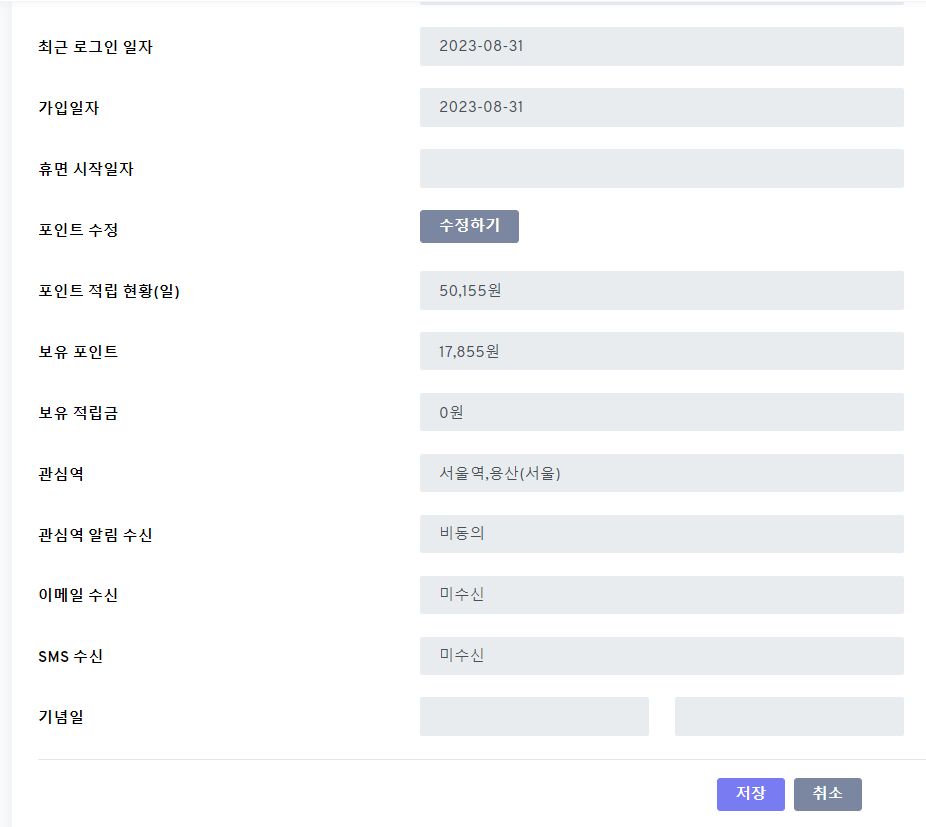 최근 로그인 일자 2023-08-31
가입일자 2023-08-31
휴면 시작일자
포인트 수정 수정하기
포인트 적립 현황(일) 50,155원
보유 포인트 17,855원
보유 적립금 0원
관심역 서울역,용산(서울)
관심역 알림 수신 비동의
이메일 수신 미수신
SMS 수신 미수신
기념일
저장 취소